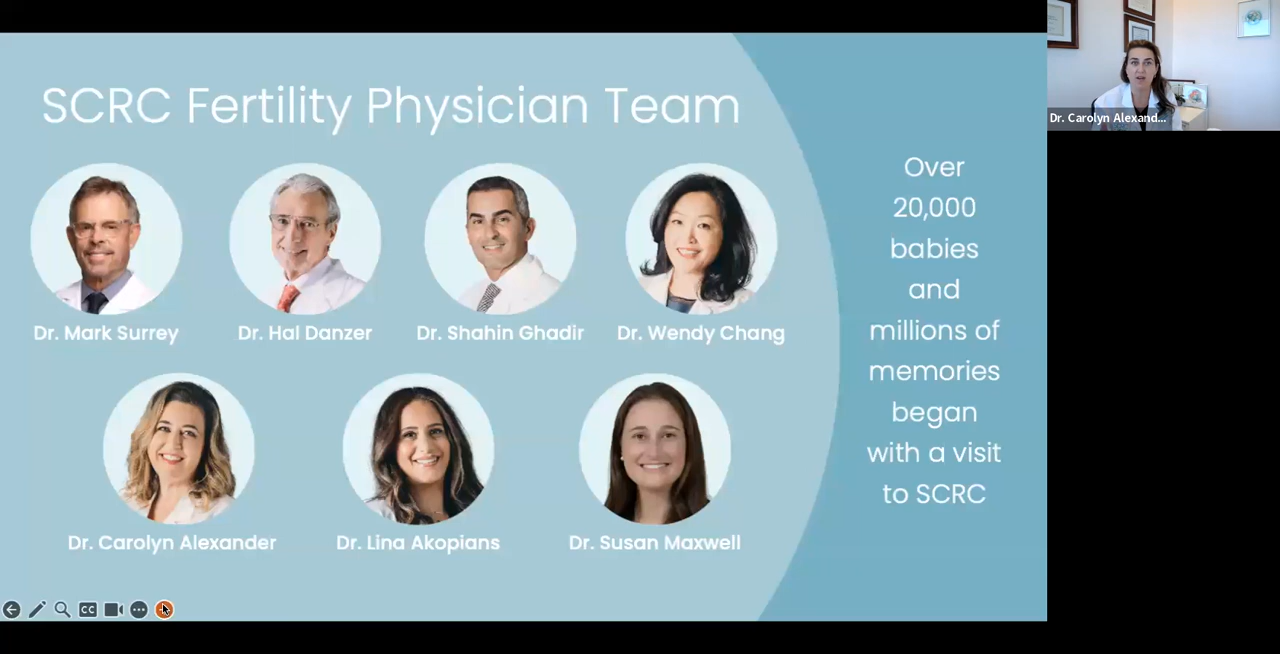 SCRC Fertility Physician Team
Dr. Mark Surrey
Dr. Hal Danzer
Dr. Shahin Ghadir
Dr. Wendy Chang
Dr. Carolyn Alexander
Dr. Lina Akopians
Dr. Susan Maxwell
Over
20,000
babies
and
millions of
memories
began
with a visit
to SCRC
Dr. Carolyn Alexand...
CC